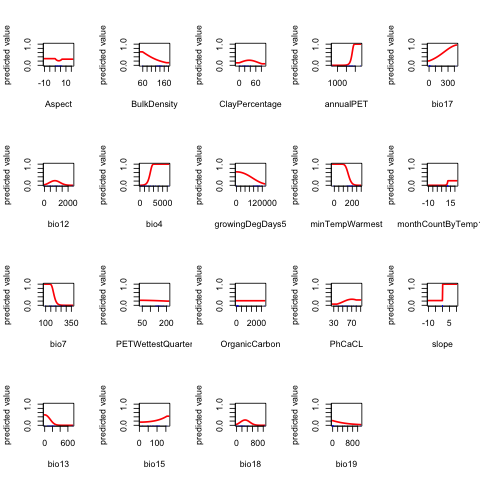 predicted value
0.0 1.0
-10 10
Aspect
predicted value
0.0 1.0
60 160
BulkDensity
predicted value
0.0 1.0
0 60
ClayPercentage
predicted value
0.0 1.0
1000
annualPET
predicted value
0.0 1.0
0 300
bio17
predicted value
0.0 1.0
0 2000
bio12
predicted value
0.0 1.0
0 5000
bio4
predicted value
0.0 1.0
0 120000
growingDegDays5
predicted value
0.0 1.0
0 200
minTempWarmest
predicted value
0.0 1.0
-10 15
monthCountByTemp1
predicted value
0.0 1.0
100 350
bio7
predicted value
0.0 1.0
50 200
PETWettestQuarter
predicted value
0.0 1.0
0 2000
OrganicCarbon
predicted value
0.0 1.0
30 70
PhCaCL
predicted value
0.0 1.0
-10 5
slope
predicted value
0.0 1.0
0 600
bio13
predicted value
0.0 1.0
0 100
bio15
predicted value
0.0 1.0
0 800
bio18
predicted value
0.0 1.0
0 800
bio19